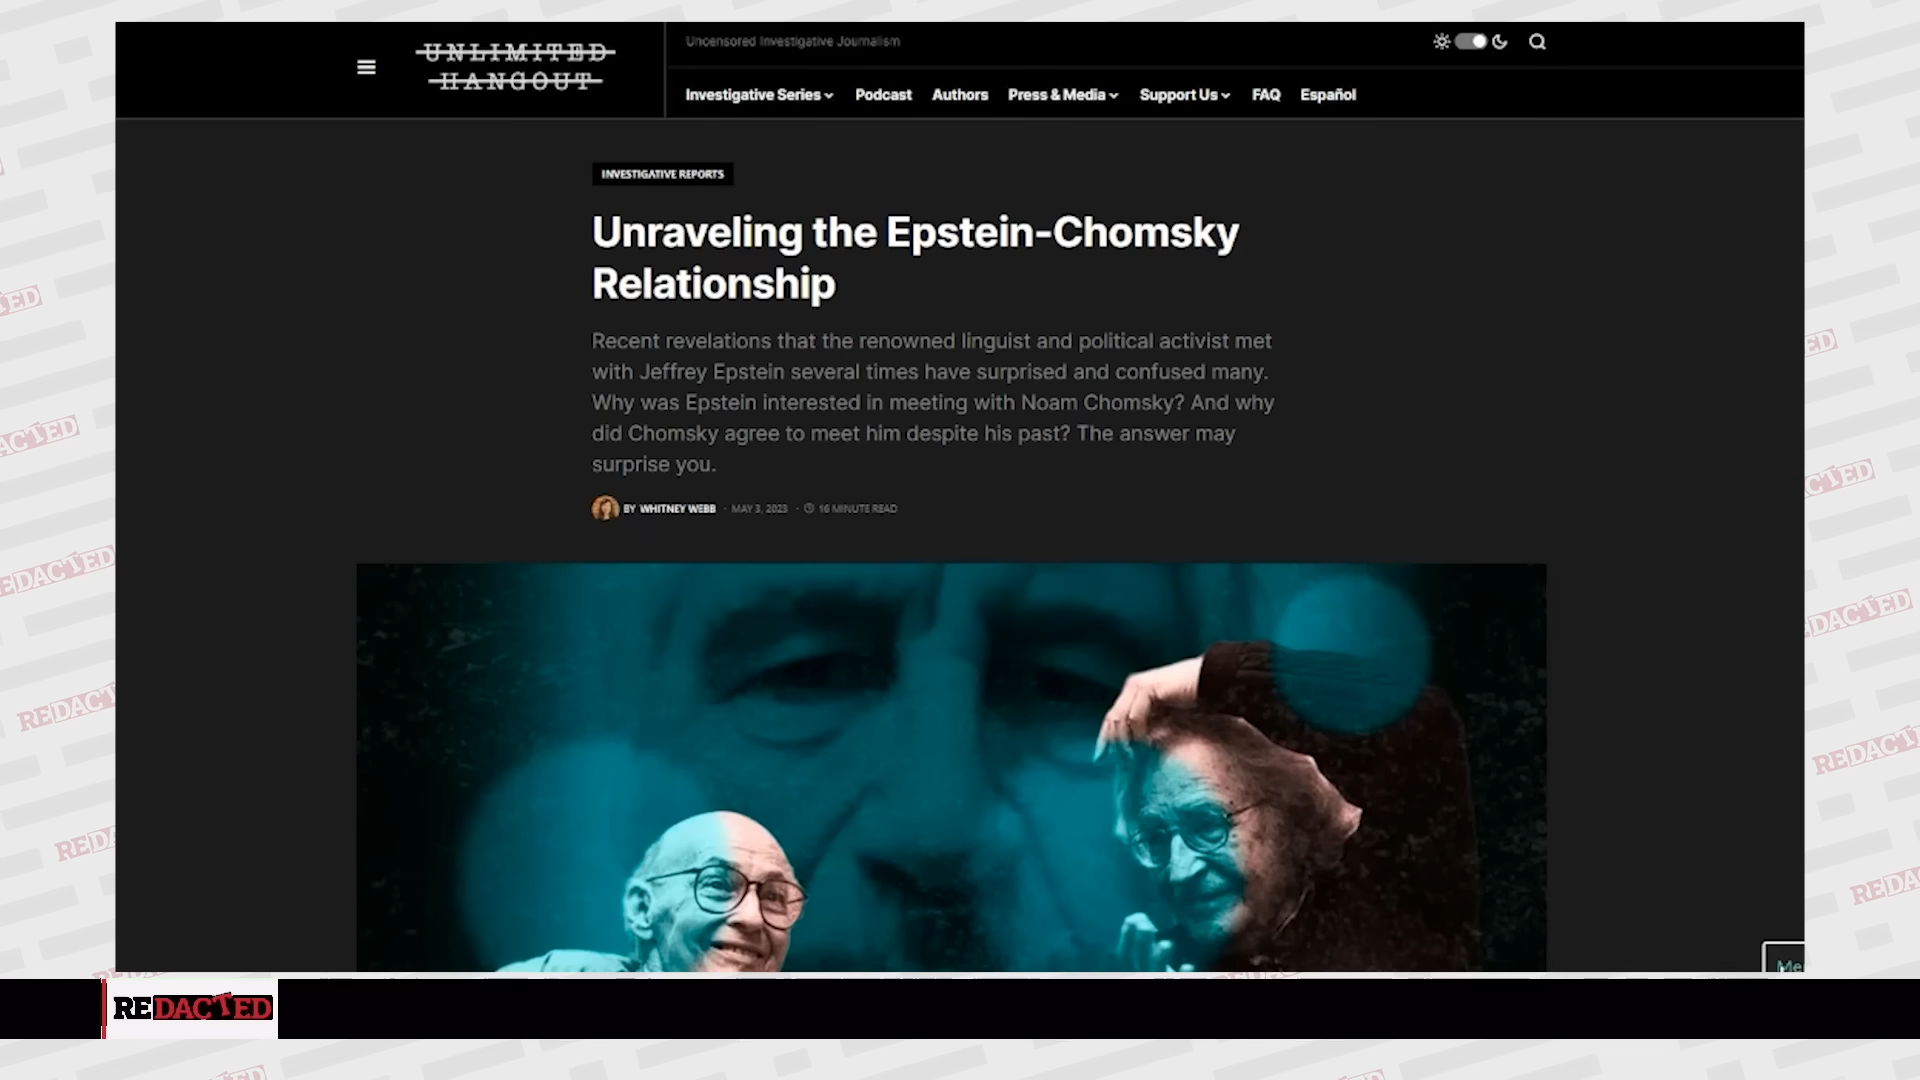 UNLIMITED
HANGOUT
Uncensored Investigative Journalism
Investigative Series Podcast Authors Press & Media Support Us FAQ Español
INVESTIGATIVE REPORTS
Unraveling the Epstein-Chomsky
Relationship
Recent revelations that the renowned linguist and political activist met
with Jeffrey Epstein several times have surprised and confused many.
Why was Epstein interested in meeting with Noam Chomsky? And why
did Chomsky agree to meet him despite his past? The answer may
surprise you.
BY WHITNEY WEBB · MAY 3, 2023 · 16 MINUTE READ
Me
REDACTED